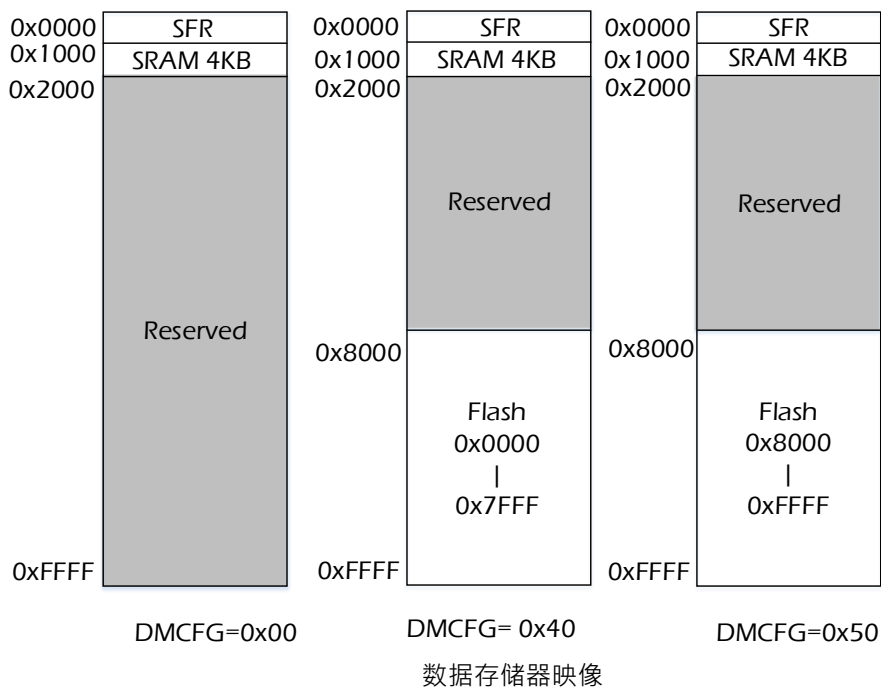 0x0000
SFR
0x1000
SRAM 4KB
0x2000
Reserved
0xFFFF
DMCFG=0x00
0x0000
SFR
0x1000
SRAM 4KB
0x2000
Reserved
0x8000
Flash
0x0000
|
0x7FFF
0xFFFF
DMCFG= 0x40
0x0000
SFR
0x1000
SRAM 4KB
0x2000
Reserved
0x8000
Flash
0x8000
|
0xFFFF
0xFFFF
DMCFG=0x50
数据存储器映像